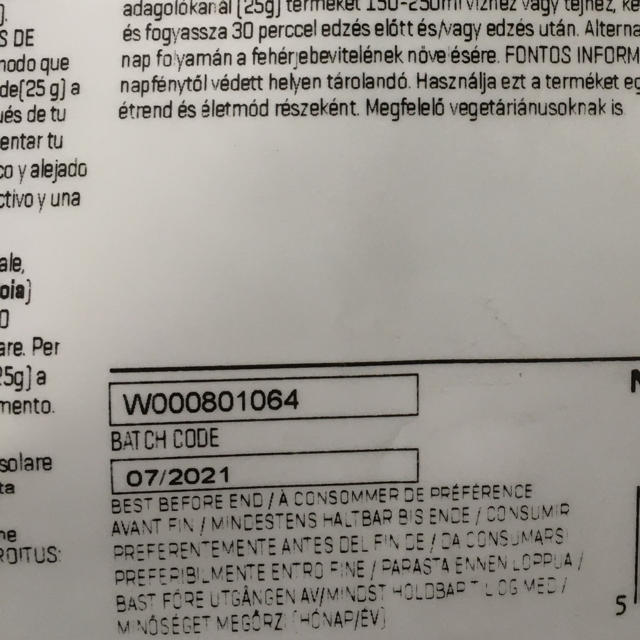 ).
S DE
modo que
de(25 g) a
ués de tu
entar tu
co y alejado
ctivo y una
ale,
oia)
0
are. Per
25g) a
mento.
solare
ta
ne
ROITUS:
adagolókanál (25g) terméket 150-250ml vízhez vagy tejhez,
és fogyassza 30 perccel edzés előtt és/vagy edzés után. Alterna
nap folyamán a fehérjebevitelének növelésére. FONTOS INFORM
napfénytől védett helyen tárolandó. Használja ezt a terméket eg
étrend és életmód részeként. Megfelelő vegetáriánusoknak is
W000801064
BATCH CODE
07/2021
BEST BEFORE END / À CONSOMMER DE PRÉFÉRENCE
AVANT FIN / MINDESTENS HALTBAR BIS ENDE / CONSUMIR
PREFERENTEMENTE ANTES DEL FIN DE / DA CONSUMARSI
PREFERIBILMENTE ENTRO FINE / PARASTA ENNEN LOPPUA /
BÄST FÖRE UTGÅNGEN AV/MINDST HOLDBAR TIL OG MED /
MINŐSÉGET MEGŐRZI (HÓNAP/ÉV)
5